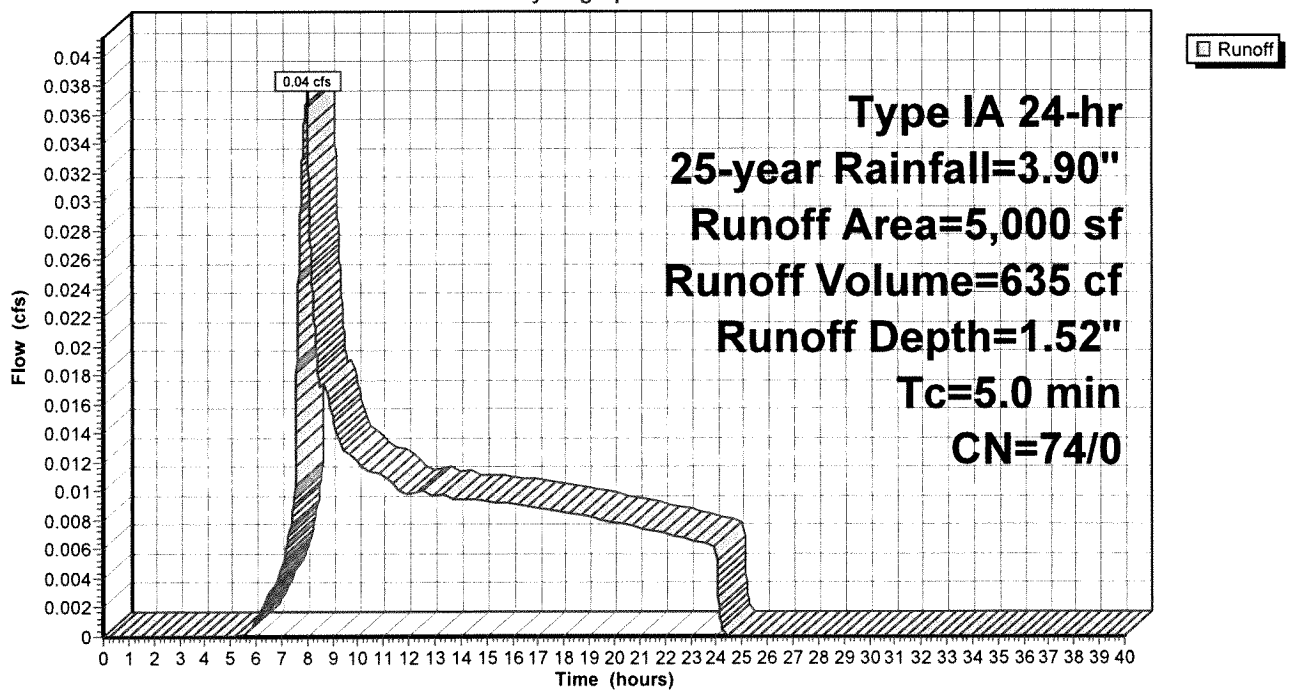 Runoff
0.04 cfs
Type IA 24-hr
25-year Rainfall=3.90"
Runoff Area=5,000 sf
Runoff Volume=635 cf
Runoff Depth=1.52"
Tc=5.0 min
CN=74/0
Flow (cfs)
0.04
0.038
0.036
0.034
0.032
0.03
0.028
0.026
0.024
0.022
0.02
0.018
0.016
0.014
0.012
0.01
0.008
0.006
0.004
0.002
0
0 1 2 3 4 5 6 7 8 9 10 11 12 13 14 15 16 17 18 19 20 21 22 23 24 25 26 27 28 29 30 31 32 33 34 35 36 37 38 39 40
Time (hours)